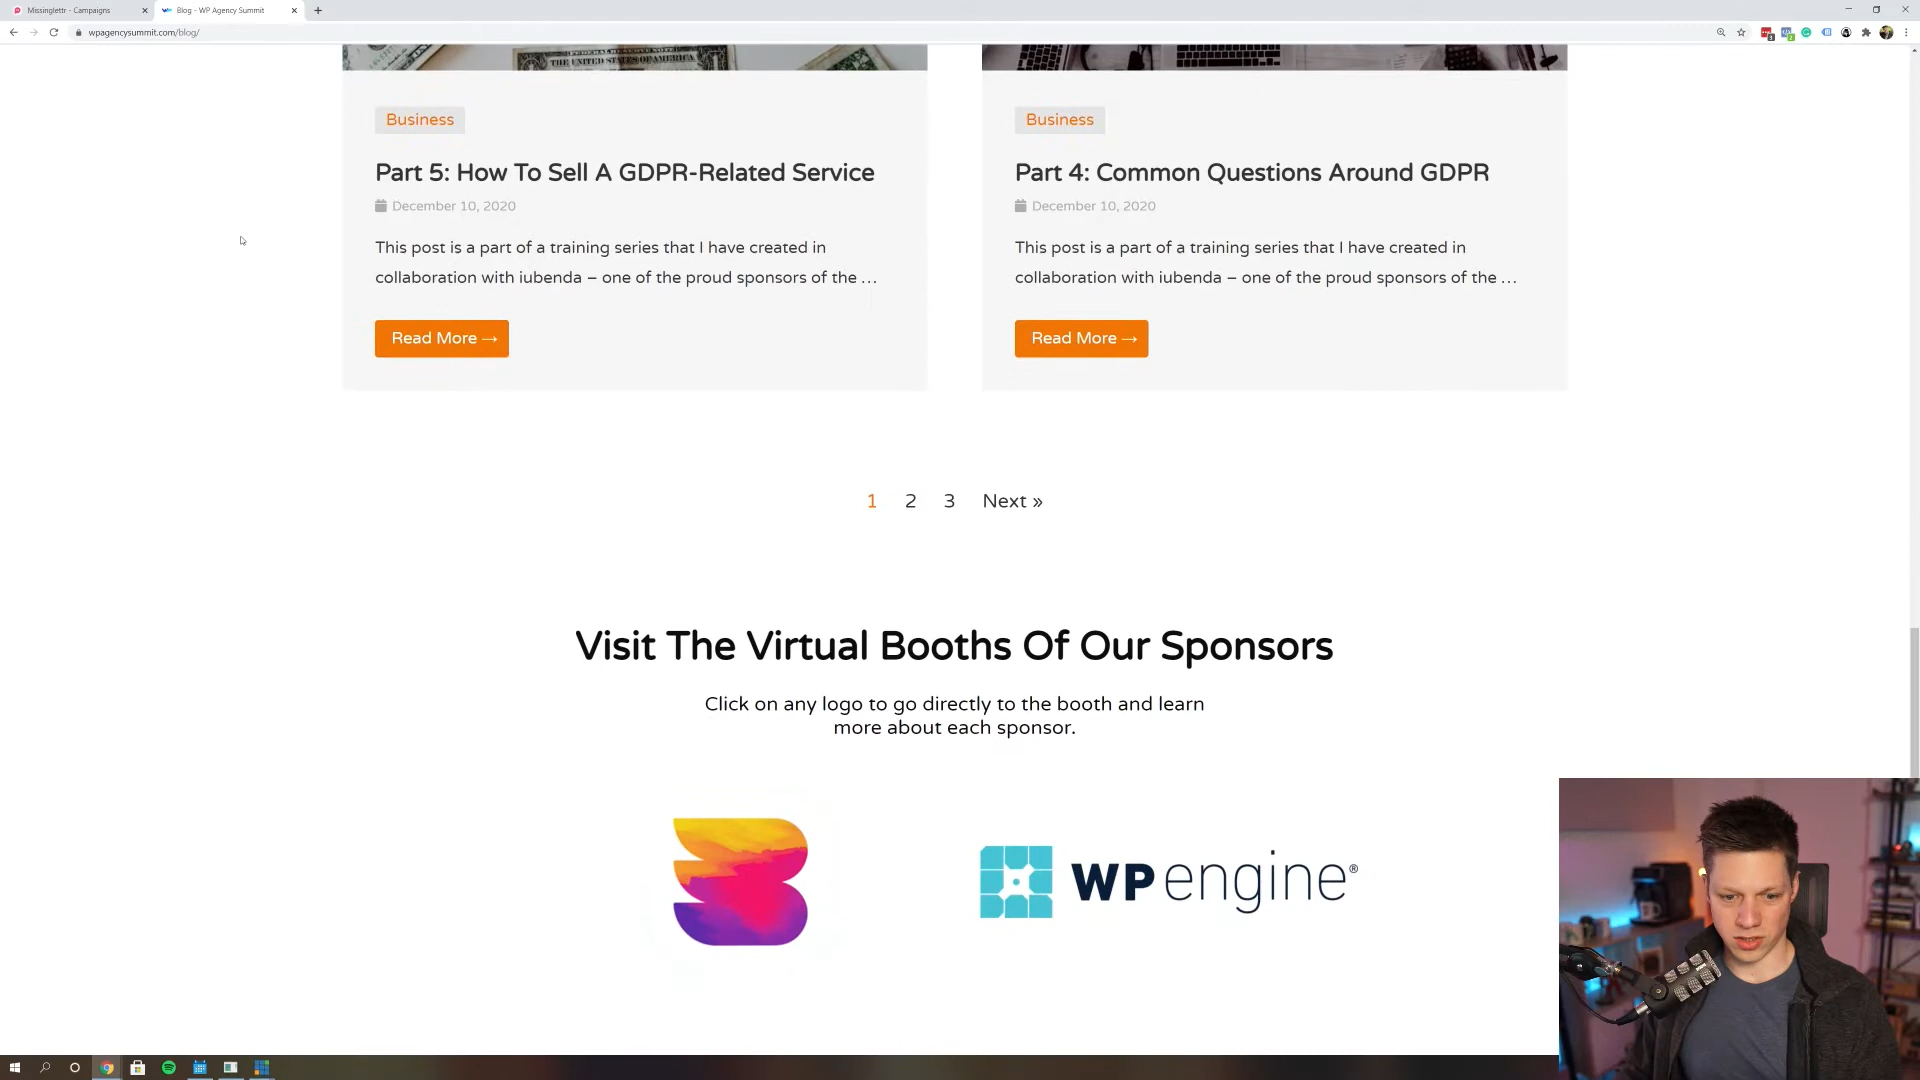 Missinglettr - Campaigns
Blog - WP Agency Summit
wpagencysummit.com/blog/
THE UNITED STATES OF AMERICA
Business
Part 5: How To Sell A GDPR-Related Service
December 10, 2020
This post is a part of a training series that I have created in
collaboration with iubenda – one of the proud sponsors of the …
Read More →
Business
Part 4: Common Questions Around GDPR
December 10, 2020
This post is a part of a training series that I have created in
collaboration with iubenda – one of the proud sponsors of the …
Read More →
1 2 3 Next »
Visit The Virtual Booths Of Our Sponsors
Click on any logo to go directly to the booth and learn
more about each sponsor.
WP engine®